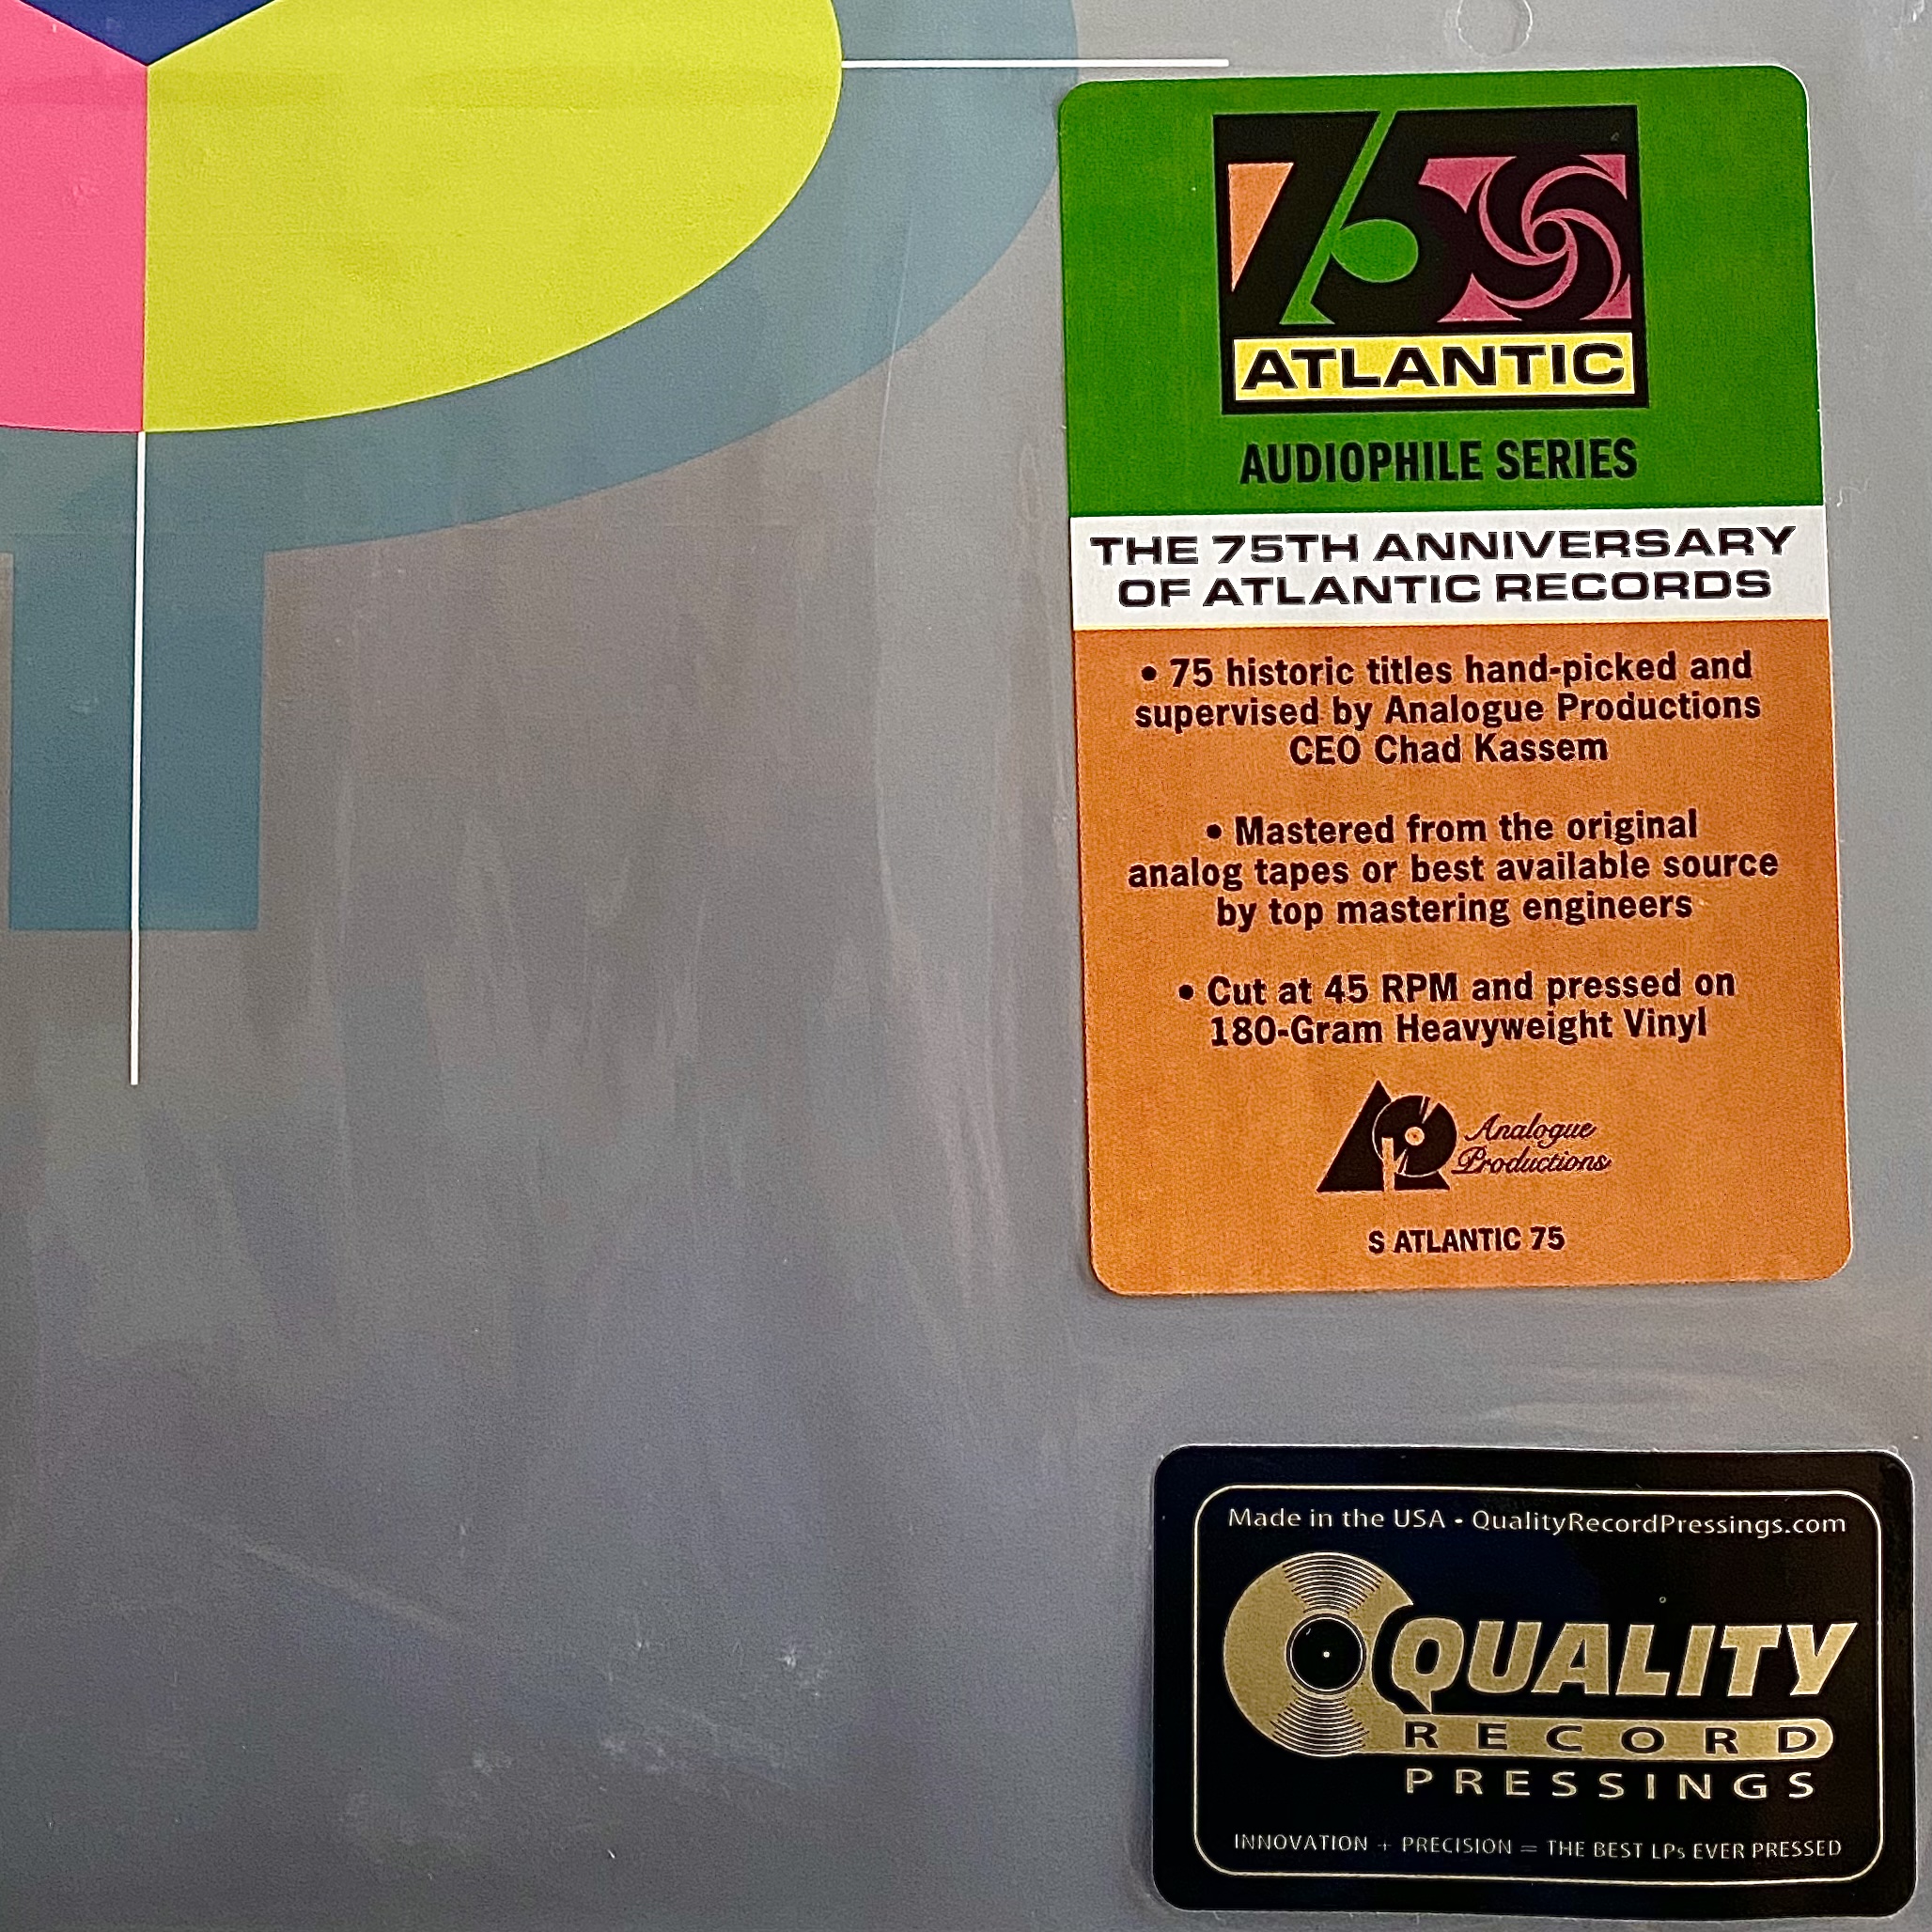 75
ATLANTIC
AUDIOPHILE SERIES
THE 75TH ANNIVERSARY
OF ATLANTIC RECORDS
• 75 historic titles hand-picked and
supervised by Analogue Productions
CEO Chad Kassem
• Mastered from the original
analog tapes or best available source
by top mastering engineers
• Cut at 45 RPM and pressed on
180-Gram Heavyweight Vinyl
AP Analogue
Productions
S ATLANTIC 75
Made in the USA - QualityRecordPressings.com
QUALITY
RECORD
PRESSINGS
INNOVATION + PRECISION = THE BEST LPs EVER PRESSED